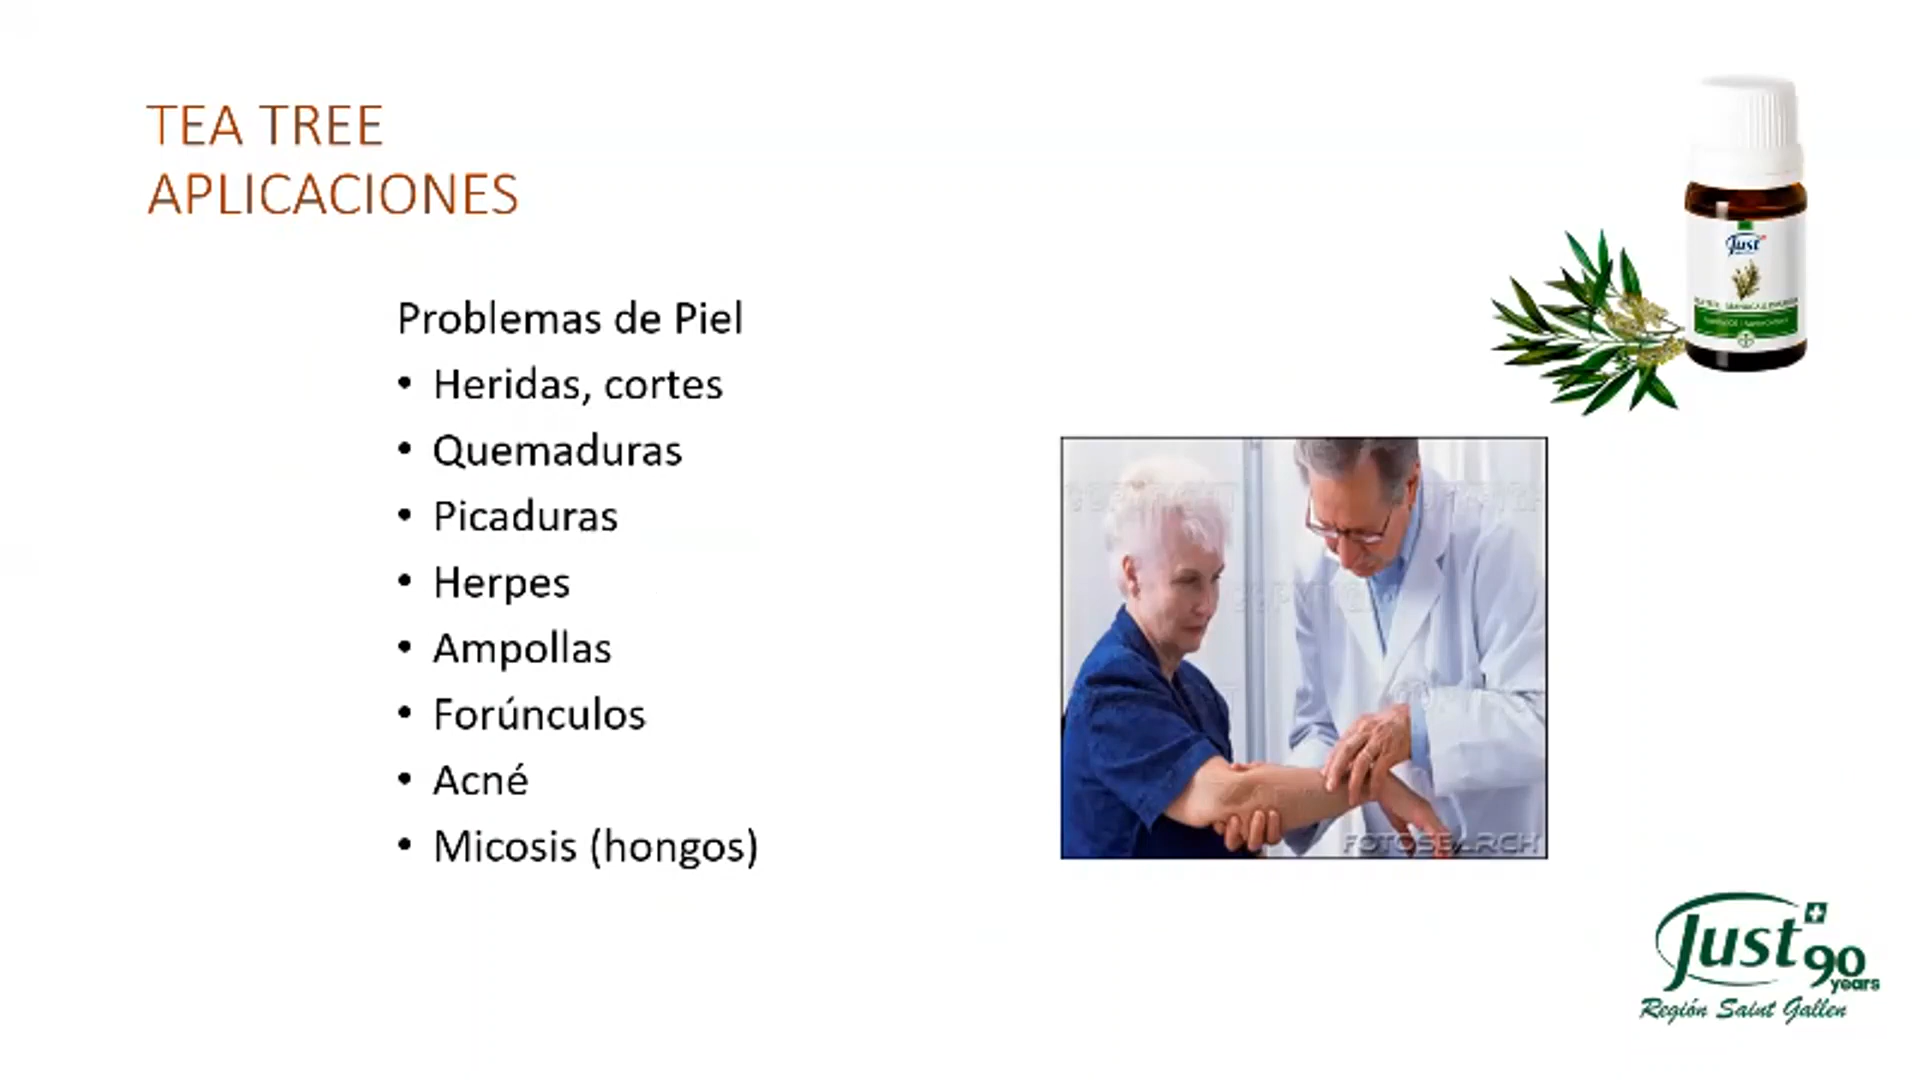 TEA TREE
APLICACIONES
Problemas de Piel
• Heridas, cortes
• Quemaduras
• Picaduras
• Herpes
• Ampollas
• Forúnculos
• Acné
• Micosis (hongos)
Just
FOTOSEARCH
Just
90
years
Región Saint Gallen